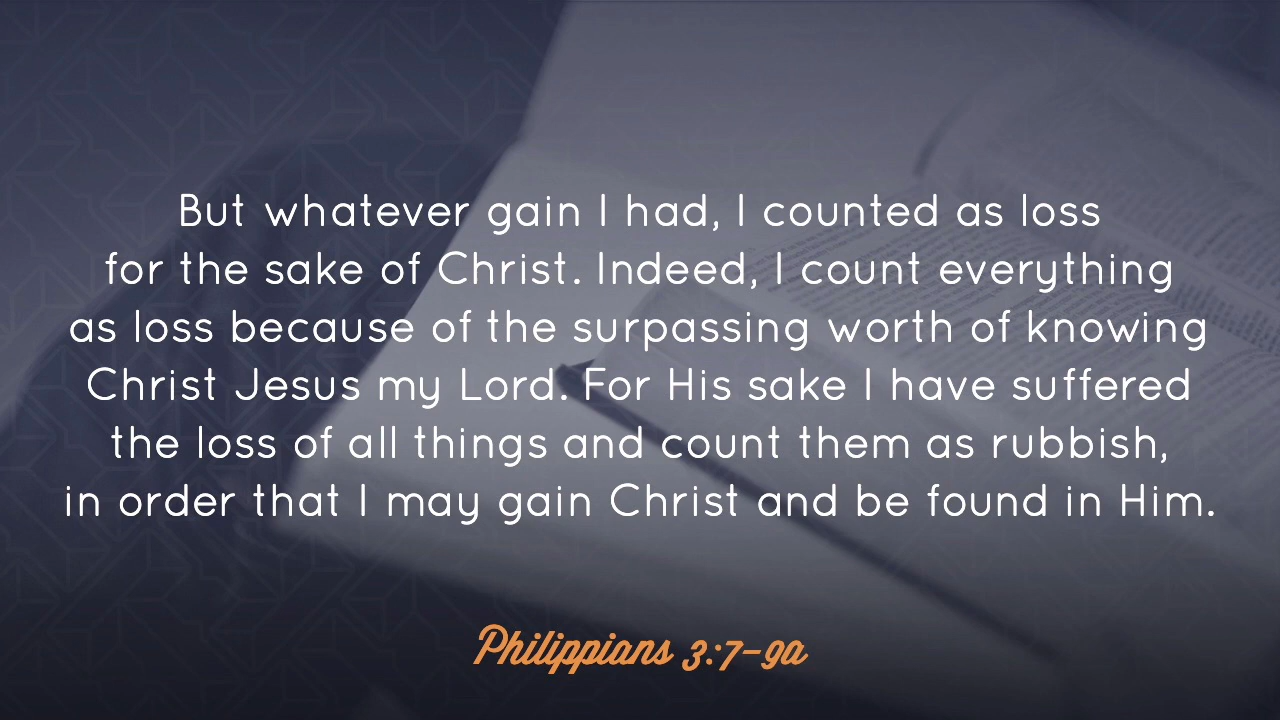 But whatever gain I had, I counted as loss
for the sake of Christ. Indeed, I count everything
as loss because of the surpassing worth of knowing
Christ Jesus my Lord. For His sake I have suffered
the loss of all things and count them as rubbish,
in order that I may gain Christ and be found in Him.
Philippians 3:7-9a